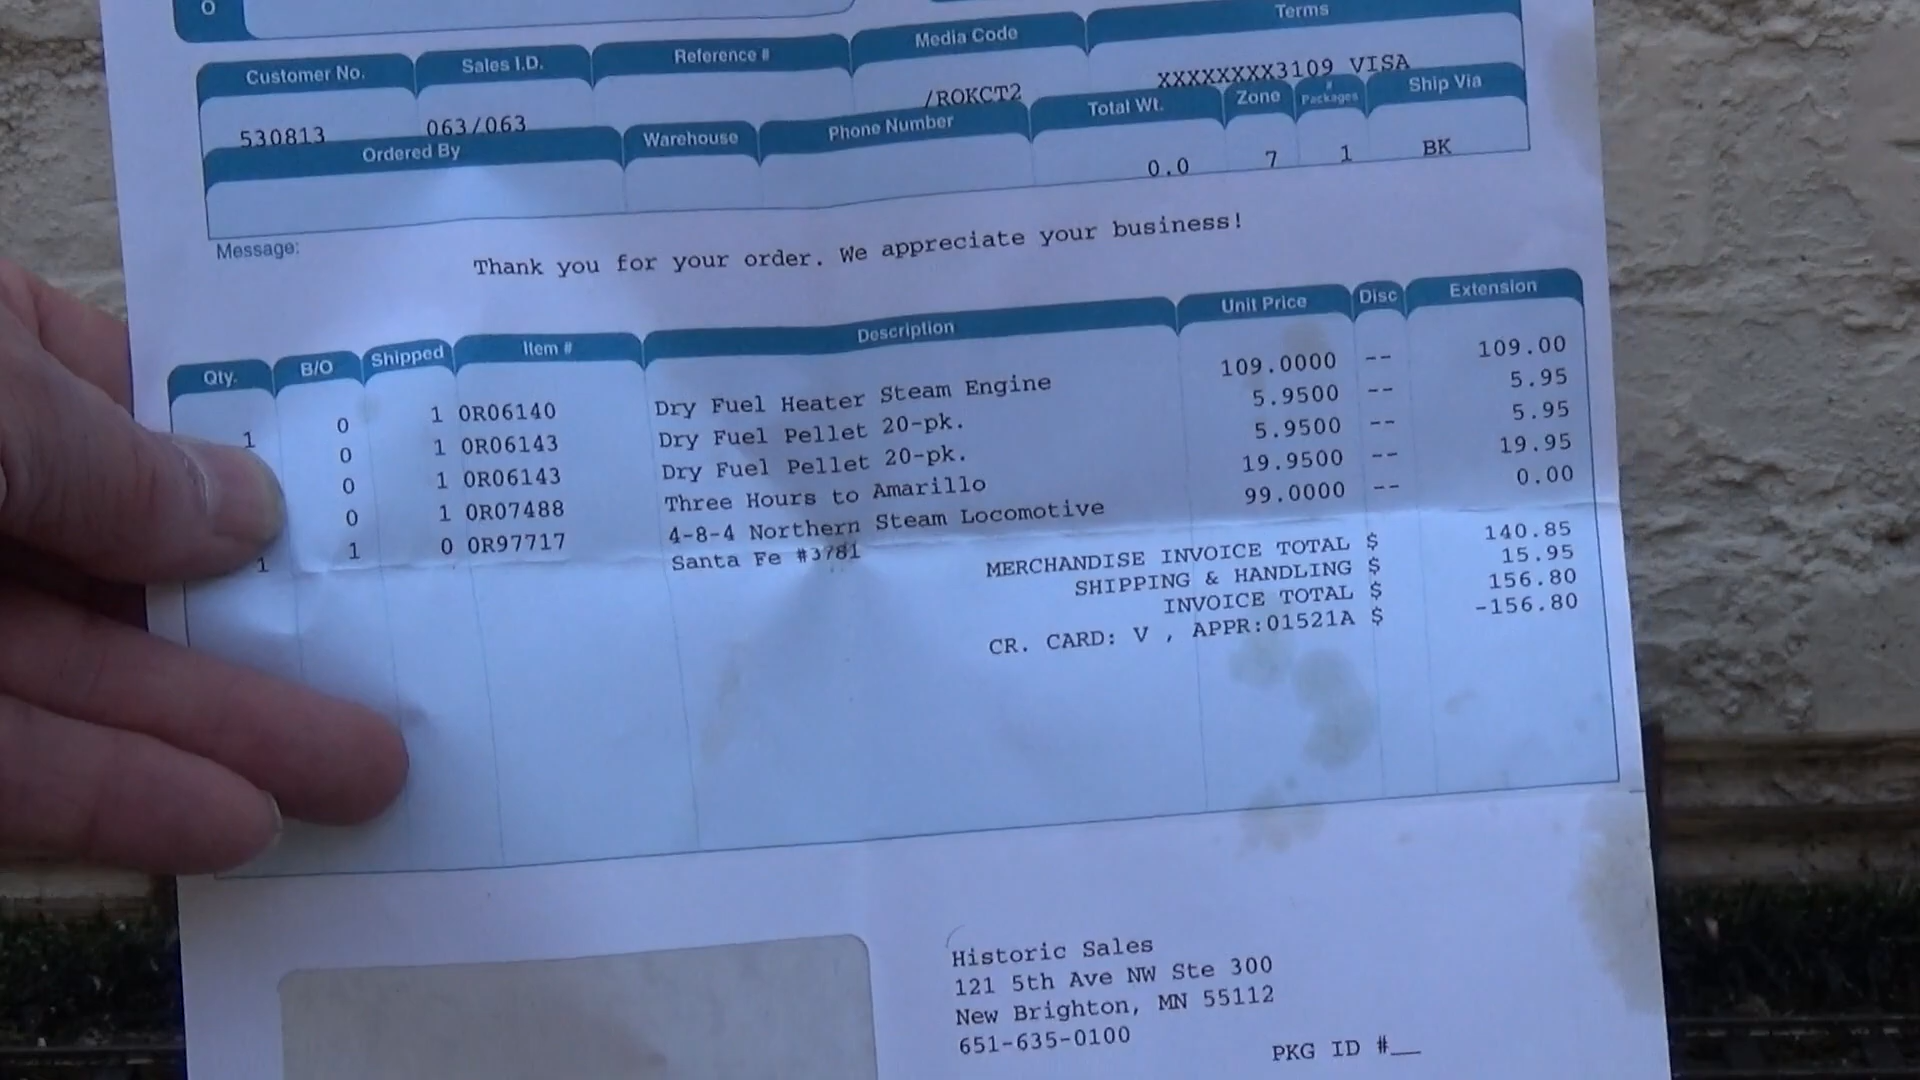 O
Customer No. Sales I.D. Reference # Media Code Terms
530813 063/063 /ROKCT2 XXXXXXXX3109 VISA
Ordered By Warehouse Phone Number Total Wt. Zone # Packages Ship Via
0.0 7 1 BK
Message: Thank you for your order. We appreciate your business!
Qty. B/O Shipped Item # Description Unit Price Disc Extension
1 0 1 0R06140 Dry Fuel Heater Steam Engine 109.0000 -- 109.00
0 1 0R06143 Dry Fuel Pellet 20-pk. 5.9500 -- 5.95
0 1 0R06143 Dry Fuel Pellet 20-pk. 5.9500 -- 5.95
0 1 0R07488 Three Hours to Amarillo 19.9500 -- 19.95
1 1 0 0R97717 4-8-4 Northern Steam Locomotive 99.0000 -- 0.00
Santa Fe #3781
MERCHANDISE INVOICE TOTAL $ 140.85
SHIPPING & HANDLING $ 15.95
INVOICE TOTAL $ 156.80
CR. CARD: V , APPR:01521A $ -156.80
Historic Sales
121 5th Ave NW Ste 300
New Brighton, MN 55112
651-635-0100
PKG ID #__